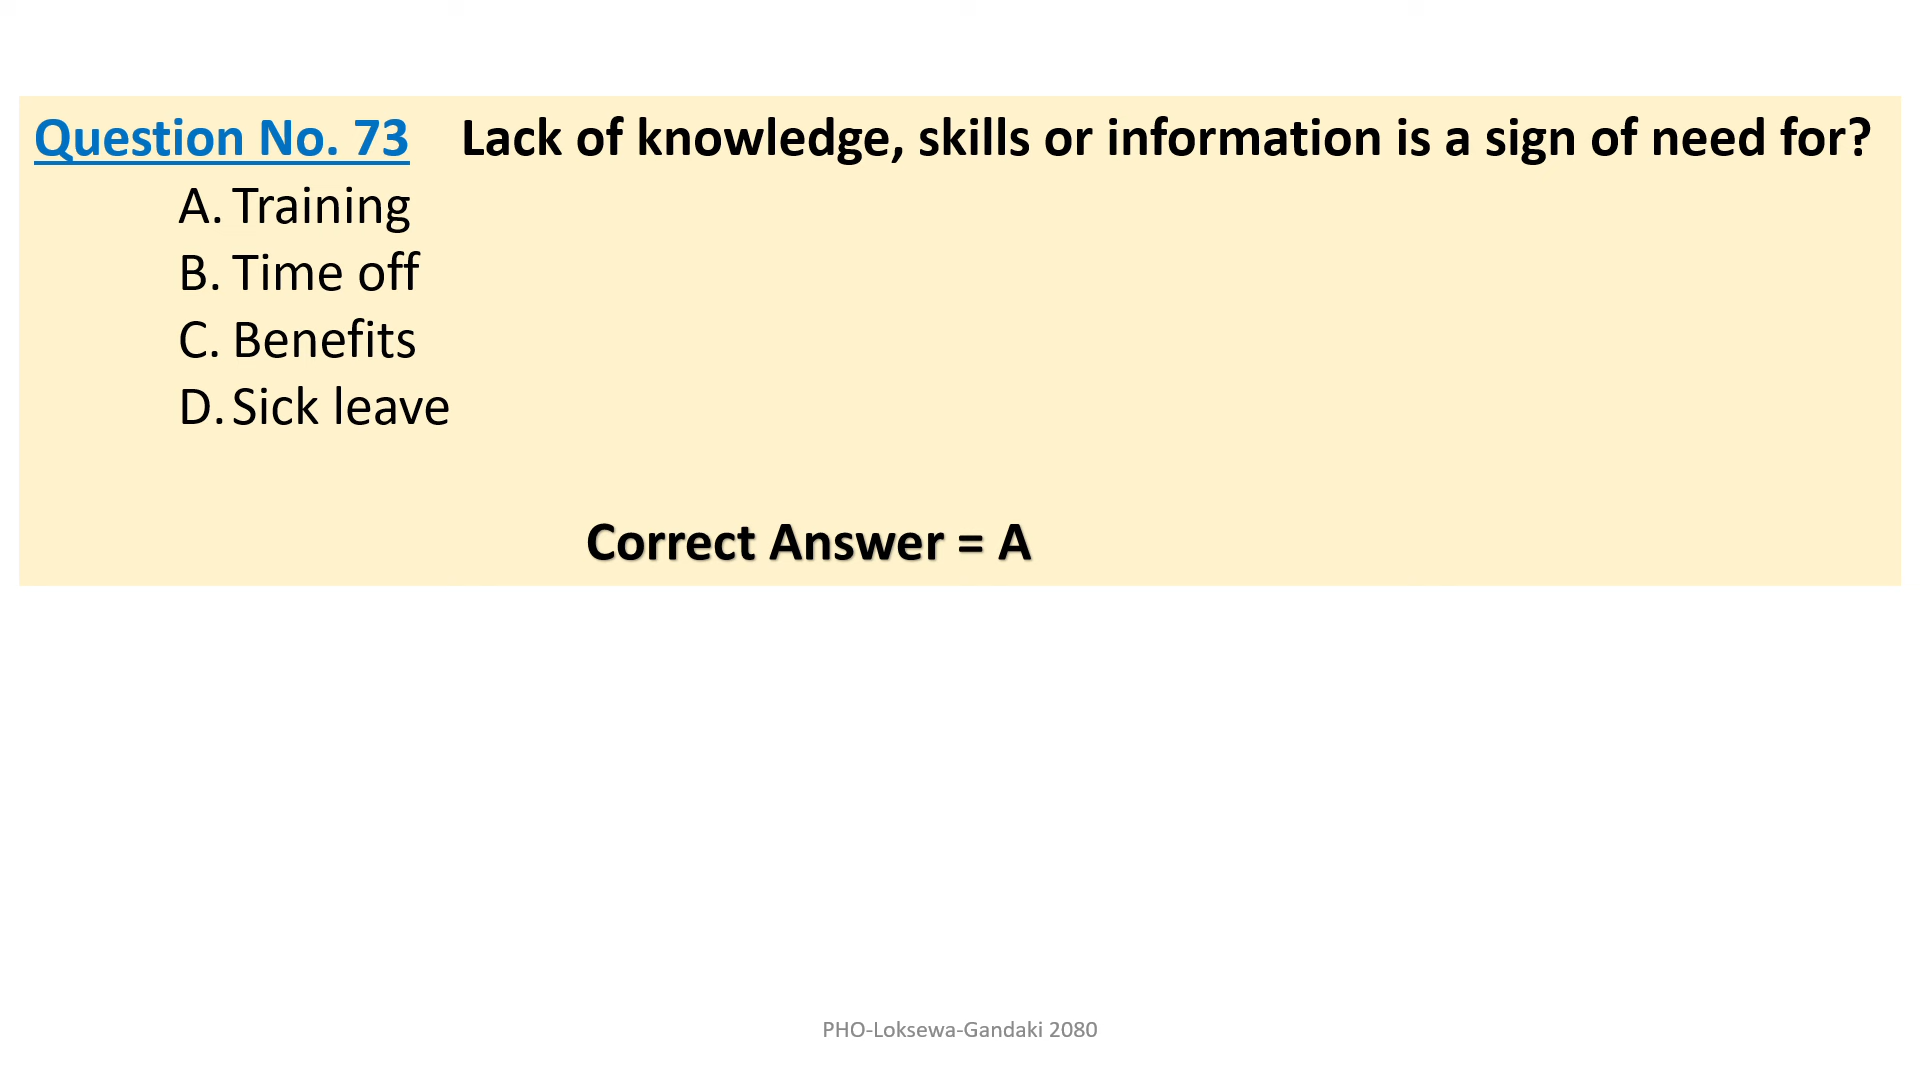 Question No. 73 Lack of knowledge, skills or information is a sign of need for?
A. Training
B. Time off
C. Benefits
D. Sick leave
Correct Answer = A
PHO-Loksewa-Gandaki 2080